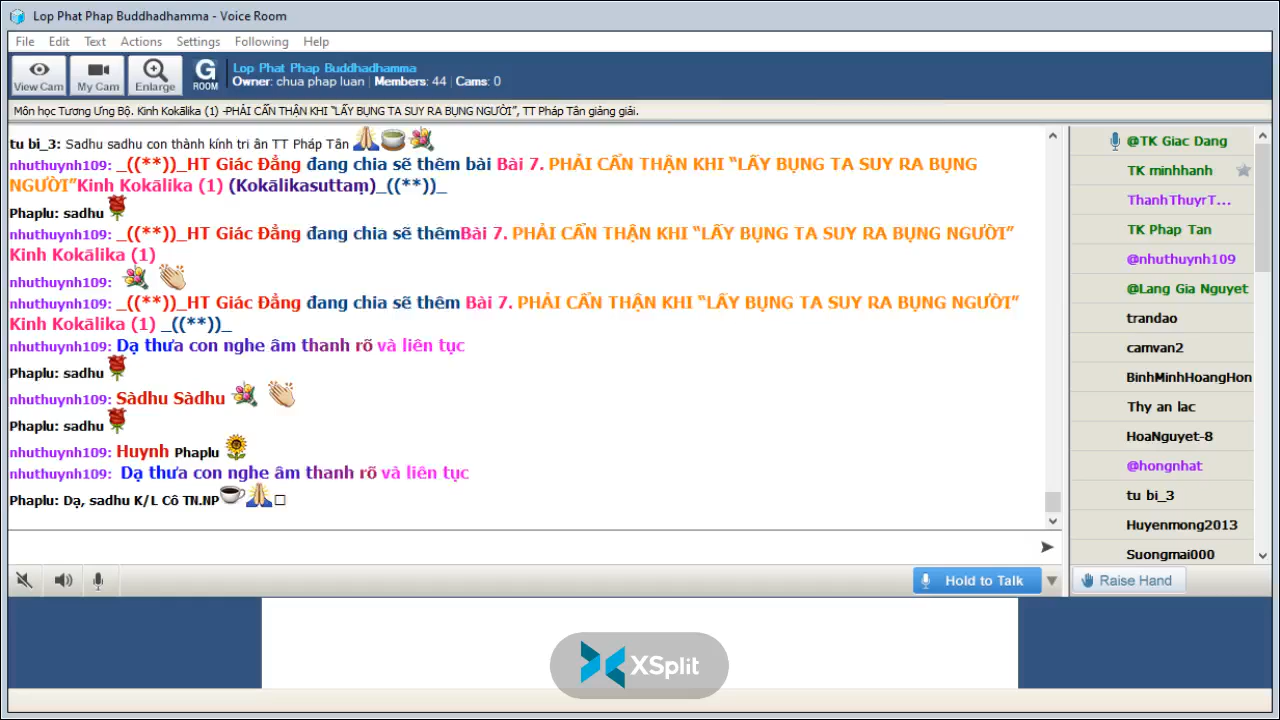 Lop Phat Phap Buddhadhamma - Voice Room
File Edit Text Actions Settings Following Help
View Cam My Cam Enlarge
G ROOM
Lop Phat Phap Buddhadhamma
Owner: chua phap luan | Members: 44 | Cams: 0
Môn học Tương Ưng Bộ. Kinh Kokālika (1) -PHẢI CẨN THẬN KHI "LẤY BỤNG TA SUY RA BỤNG NGƯỜI", TT Pháp Tân giảng giải.
tu bi_3: Sadhu sadhu con thành kính tri ân TT Pháp Tân
nhuthuynh109: _((**))_HT Giác Đẳng đang chia sẽ thêm bài Bài 7. PHẢI CẨN THẬN KHI "LẤY BỤNG TA SUY RA BỤNG
NGƯỜI"Kinh Kokālika (1) (Kokālikasuttaṃ)_((**))_
Phaplu: sadhu
nhuthuynh109: _((**))_HT Giác Đẳng đang chia sẽ thêmBài 7. PHẢI CẨN THẬN KHI "LẤY BỤNG TA SUY RA BỤNG NGƯỜI"
Kinh Kokālika (1)
nhuthuynh109:
nhuthuynh109: _((**))_HT Giác Đẳng đang chia sẽ thêm Bài 7. PHẢI CẨN THẬN KHI "LẤY BỤNG TA SUY RA BỤNG NGƯỜI"
Kinh Kokālika (1) _((**))_
nhuthuynh109: Dạ thưa con nghe âm thanh rõ và liên tục
Phaplu: sadhu
nhuthuynh109: Sàdhu Sàdhu
Phaplu: sadhu
nhuthuynh109: Huynh Phaplu
nhuthuynh109: Dạ thưa con nghe âm thanh rõ và liên tục
Phaplu: Dạ, sadhu K/L Cô TN.NP
@TK Giac Dang
TK minhhanh
ThanhThuyrT...
TK Phap Tan
@nhuthuynh109
@Lang Gia Nguyet
trandao
camvan2
BinhMinhHoangHon
Thy an lac
HoaNguyet-8
@hongnhat
tu bi_3
Huyenmong2013
Suongmai000
Hold to Talk
Raise Hand
XSplit